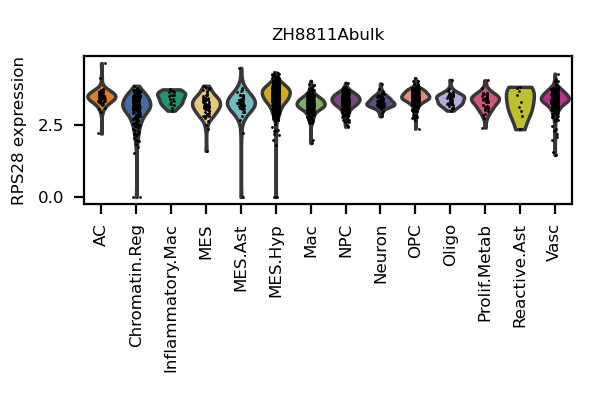 ZH8811Abulk
RPS28 expression
2.5
0.0
AC
Chromatin.Reg
Inflammatory.Mac
MES
MES.Ast
MES.Hyp
Mac
NPC
Neuron
OPC
Oligo
Prolif.Metab
Reactive.Ast
Vasc